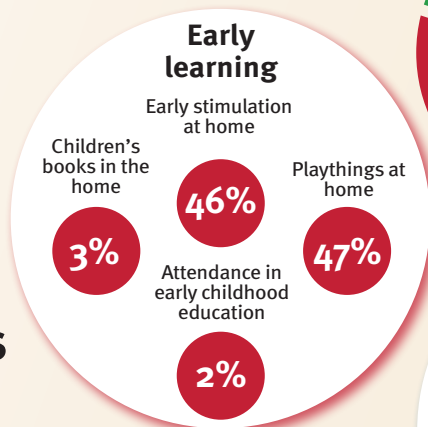 Early
learning
Early stimulation
at home
46%
Children's
books in the
home
3%
Playthings at
home
47%
Attendance in
early childhood
education
2%
s